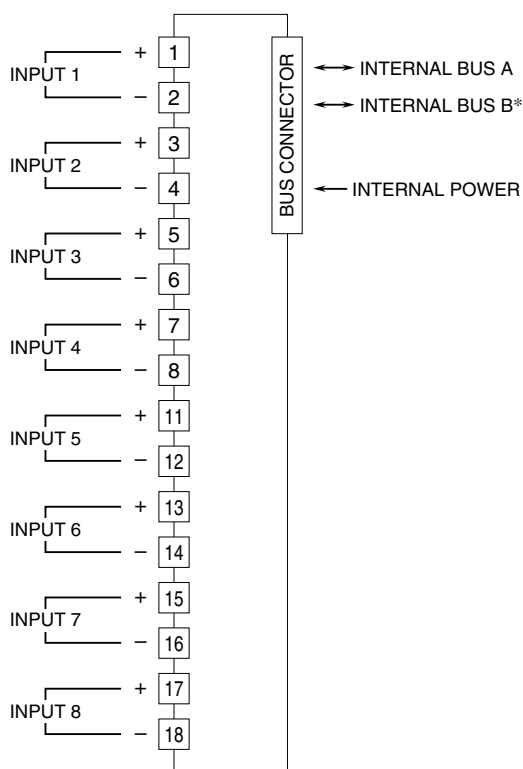 INPUT 1
+ 1
− 2
INPUT 2
+ 3
− 4
INPUT 3
+ 5
− 6
INPUT 4
+ 7
− 8
INPUT 5
+ 11
− 12
INPUT 6
+ 13
− 14
INPUT 7
+ 15
− 16
INPUT 8
+ 17
− 18
BUS CONNECTOR
INTERNAL BUS A
INTERNAL BUS B*
INTERNAL POWER